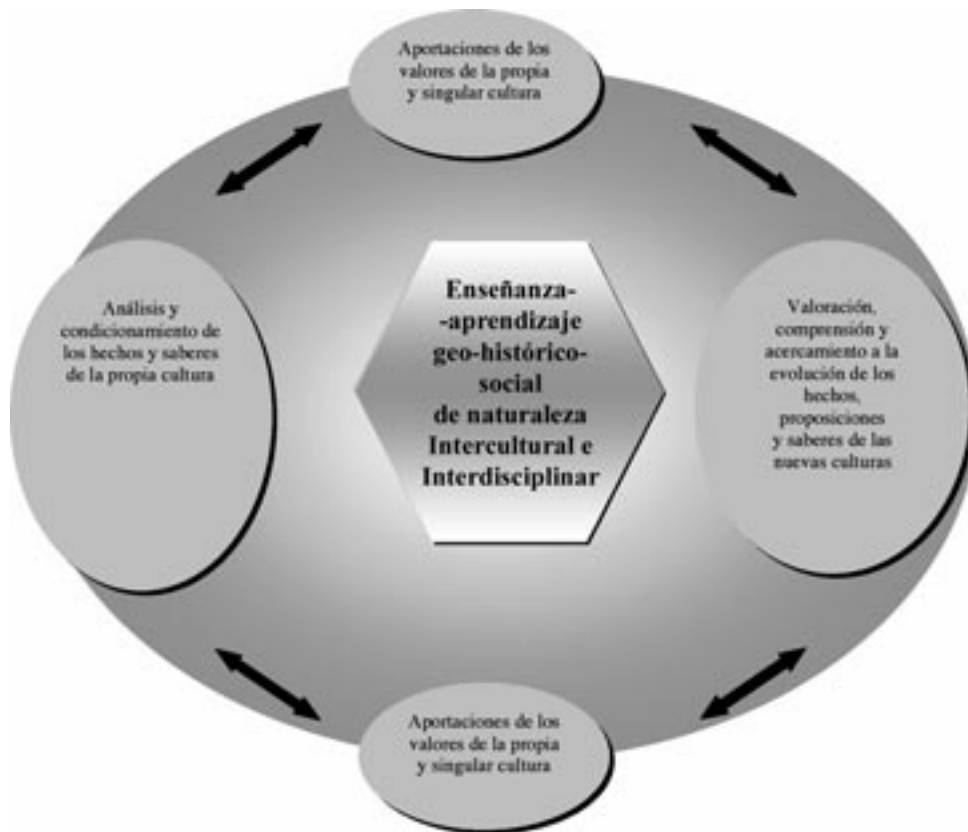 Aportaciones de los
valores de la propia
y singular cultura
Análisis y
condicionamiento de
los hechos y saberes
de la propia cultura
Enseñanza-
-aprendizaje
geo-histórico-
social
de naturaleza
Intercultural e
Interdisciplinar
Valoración,
comprensión y
acercamiento a la
evolución de los
hechos,
proposiciones
y saberes de las
nuevas culturas
Aportaciones de los
valores de la propia
y singular cultura